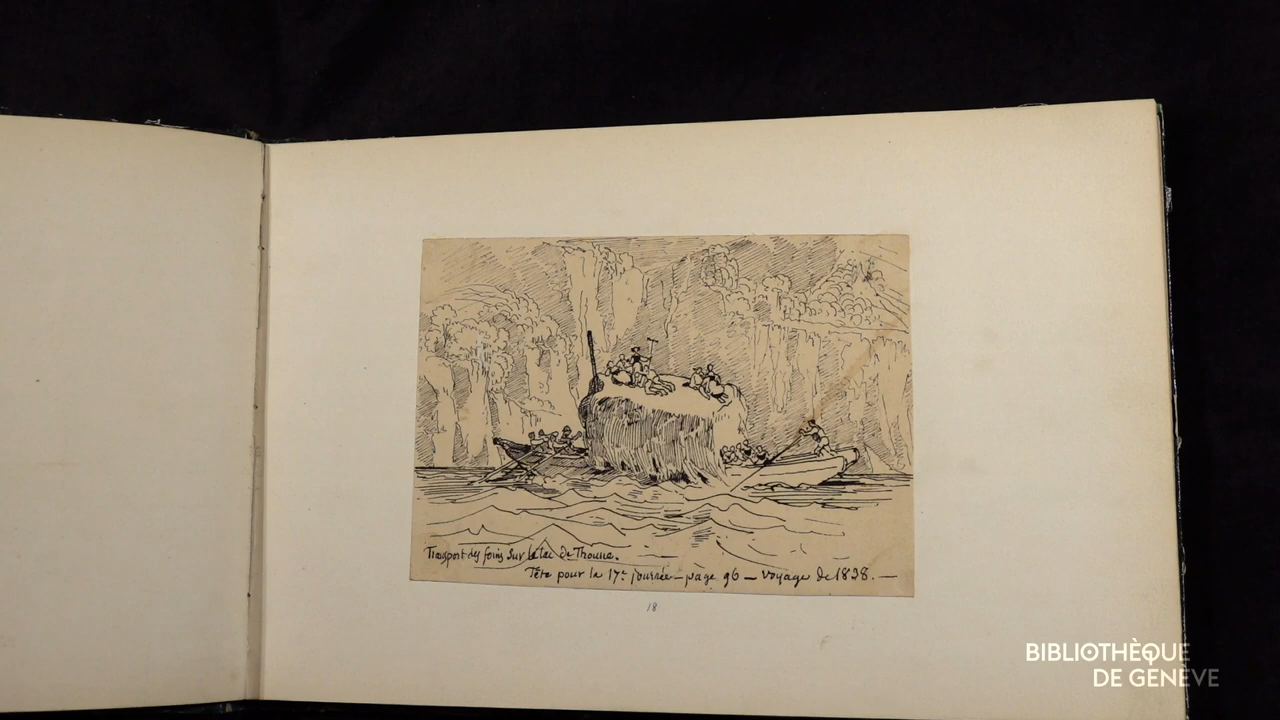 Transport des foins sur le lac de Thoune.
Tête pour la 17e journée — page 96 — voyage de 1838. —
18
BIBLIOTHÈQUE
DE GENÈVE